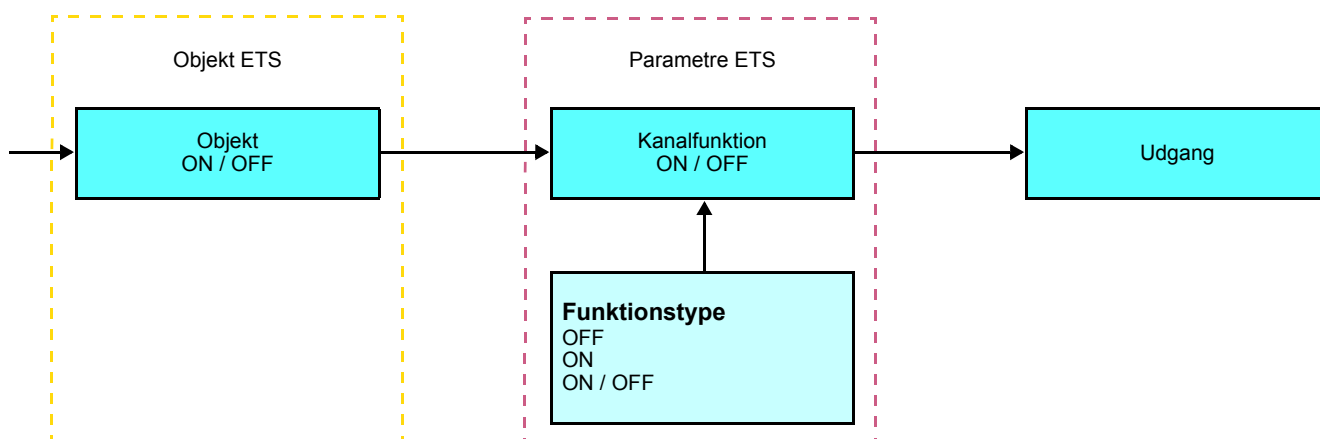 Objekt ETS
Parametre ETS
Objekt
ON / OFF
Kanalfunktion
ON / OFF
Udgang
Funktionstype
OFF
ON
ON / OFF